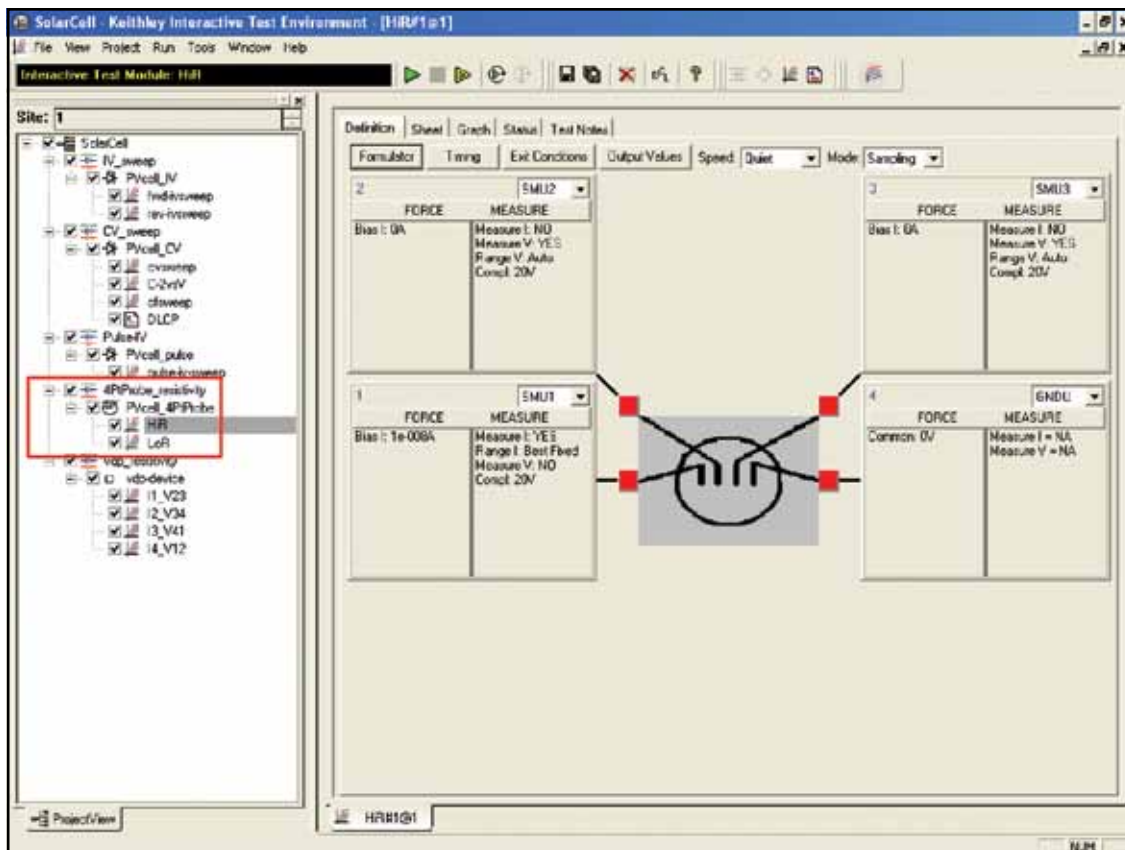 SolarCell - Keithley Interactive Test Environment - [HiR#1@1]
File View Project Run Tools Window Help
Interactive Test Module: HiR
Site: 1
SolarCell
IV_sweep
PVcell_IV
fwd-ivsweep
rev-ivsweep
CV_sweep
PVcell_CV
cvsweep
C-2vsV
cfsweep
DLCP
Pulse-IV
PVcell_pulse
pulse-ivsweep
4PtProbe_resistivity
PVcell_4PtProbe
HiR
LoR
vdp_resistivity
vdp-device
I1_V23
I2_V34
I3_V41
I4_V12
ProjectView
Definition Sheet Graph Status Test Notes
Formulator Timing Exit Conditions Output Values Speed: Quiet Mode: Sampling
2 SMU2
FORCE MEASURE
Bias I: 0A
Measure I: NO
Measure V: YES
Range V: Auto
Compl: 20V
3 SMU3
FORCE MEASURE
Bias I: 0A
Measure I: NO
Measure V: YES
Range V: Auto
Compl: 20V
1 SMU1
FORCE MEASURE
Bias I: 1e-008A
Measure I: YES
Range I: Best Fixed
Measure V: NO
Compl: 20V
4 GNDU
FORCE MEASURE
Common: 0V
Measure I = NA
Measure V = NA
HiR#1@1
NUM